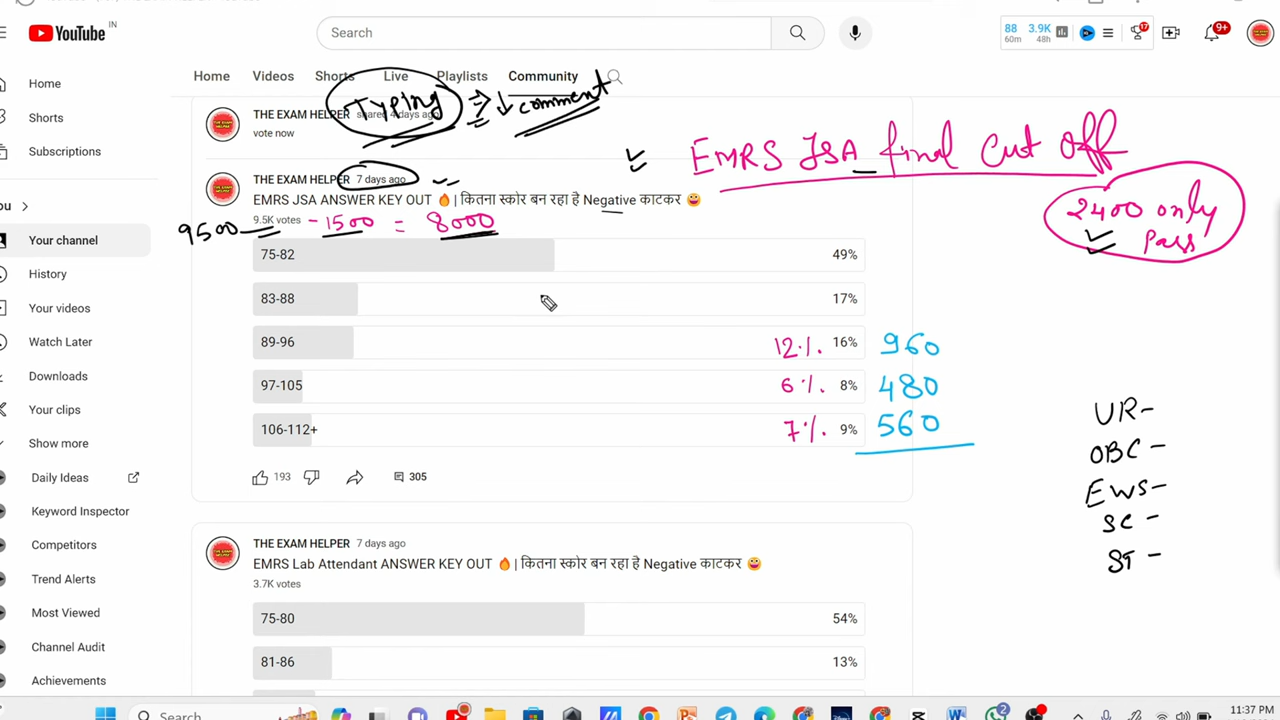 YouTube IN
Search
88 60m 3.9K 48h 17 9+
Home Videos Shorts Live Playlists Community
Home
Shorts
Subscriptions
You
Your channel
History
Your videos
Watch Later
Downloads
Your clips
Show more
Daily Ideas
Keyword Inspector
Competitors
Trend Alerts
Most Viewed
Channel Audit
Achievements
Typing ⇒ ↓ comment
THE EXAM HELPER shared 4 days ago
vote now
EMRS JSA final Cut off
2400 only
pass
THE EXAM HELPER 7 days ago
EMRS JSA ANSWER KEY OUT 🔥 | कितना स्कोर बन रहा है Negative काटकर 😀
9.5K votes
9500 - 1500 = 8000
75-82 49%
83-88 17%
89-96 12%. 16% 960
97-105 6%. 8% 480
106-112+ 7%. 9% 560
193 305
UR-
OBC-
EWS-
SC-
ST-
THE EXAM HELPER 7 days ago
EMRS Lab Attendant ANSWER KEY OUT 🔥 | कितना स्कोर बन रहा है Negative काटकर 😀
3.7K votes
75-80 54%
81-86 13%
Search
2
11:37 PM